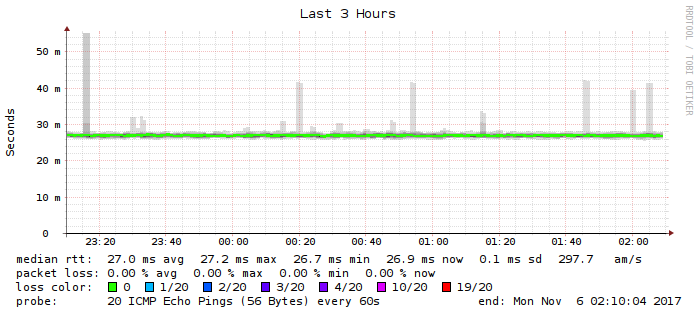 Last 3 Hours
RRDTOOL / TOBI OETIKER
Seconds
50 m
40 m
30 m
20 m
10 m
0
23:20 23:40 00:00 00:20 00:40 01:00 01:20 01:40 02:00
median rtt: 27.0 ms avg 27.2 ms max 26.7 ms min 26.9 ms now 0.1 ms sd 297.7 am/s
packet loss: 0.00 % avg 0.00 % max 0.00 % min 0.00 % now
loss color: 0 1/20 2/20 3/20 4/20 10/20 19/20
probe: 20 ICMP Echo Pings (56 Bytes) every 60s end: Mon Nov 6 02:10:04 2017